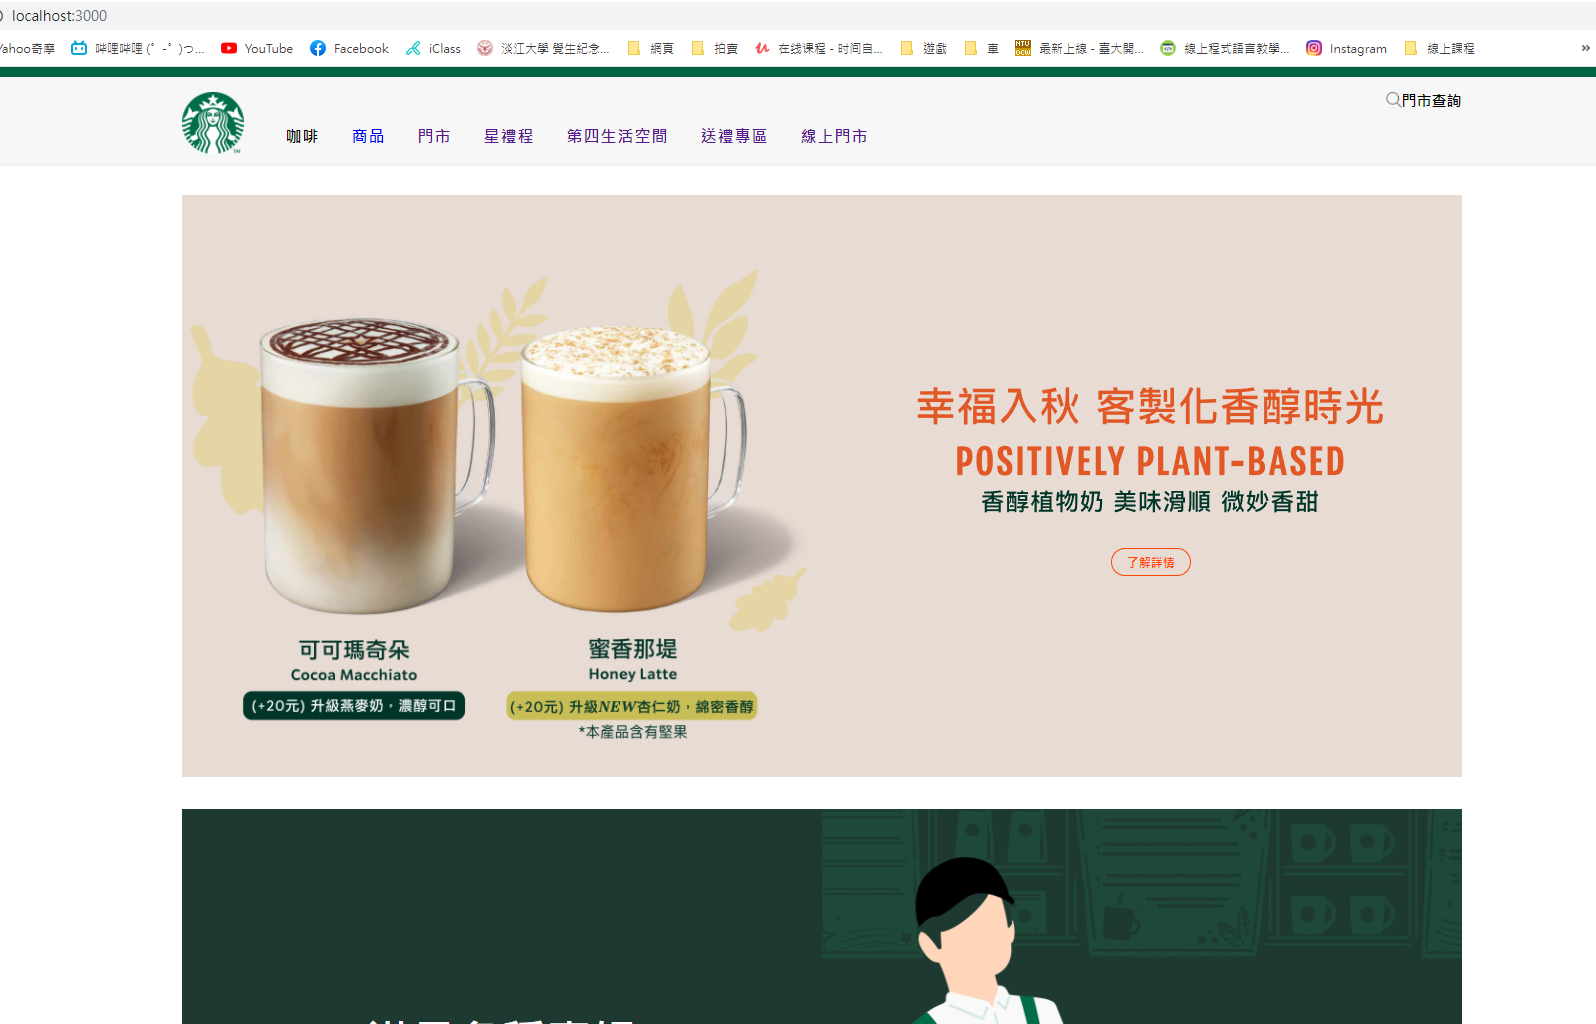 localhost:3000
Yahoo奇摩 哔哩哔哩 (゜-゜)つ... YouTube Facebook iClass 淡江大學 覺生紀念... 網頁 拍賣 在线课程 - 时间自... 遊戲 車 最新上線 - 臺大開... 線上程式語言教學... Instagram 線上課程 »
門市查詢
咖啡 商品 門市 星禮程 第四生活空間 送禮專區 線上門市
幸福入秋 客製化香醇時光
POSITIVELY PLANT-BASED
香醇植物奶 美味滑順 微妙香甜
了解詳情
可可瑪奇朵
Cocoa Macchiato
(+20元) 升級燕麥奶，濃醇可口
蜜香那堤
Honey Latte
(+20元) 升級NEW杏仁奶，綿密香醇
*本產品含有堅果